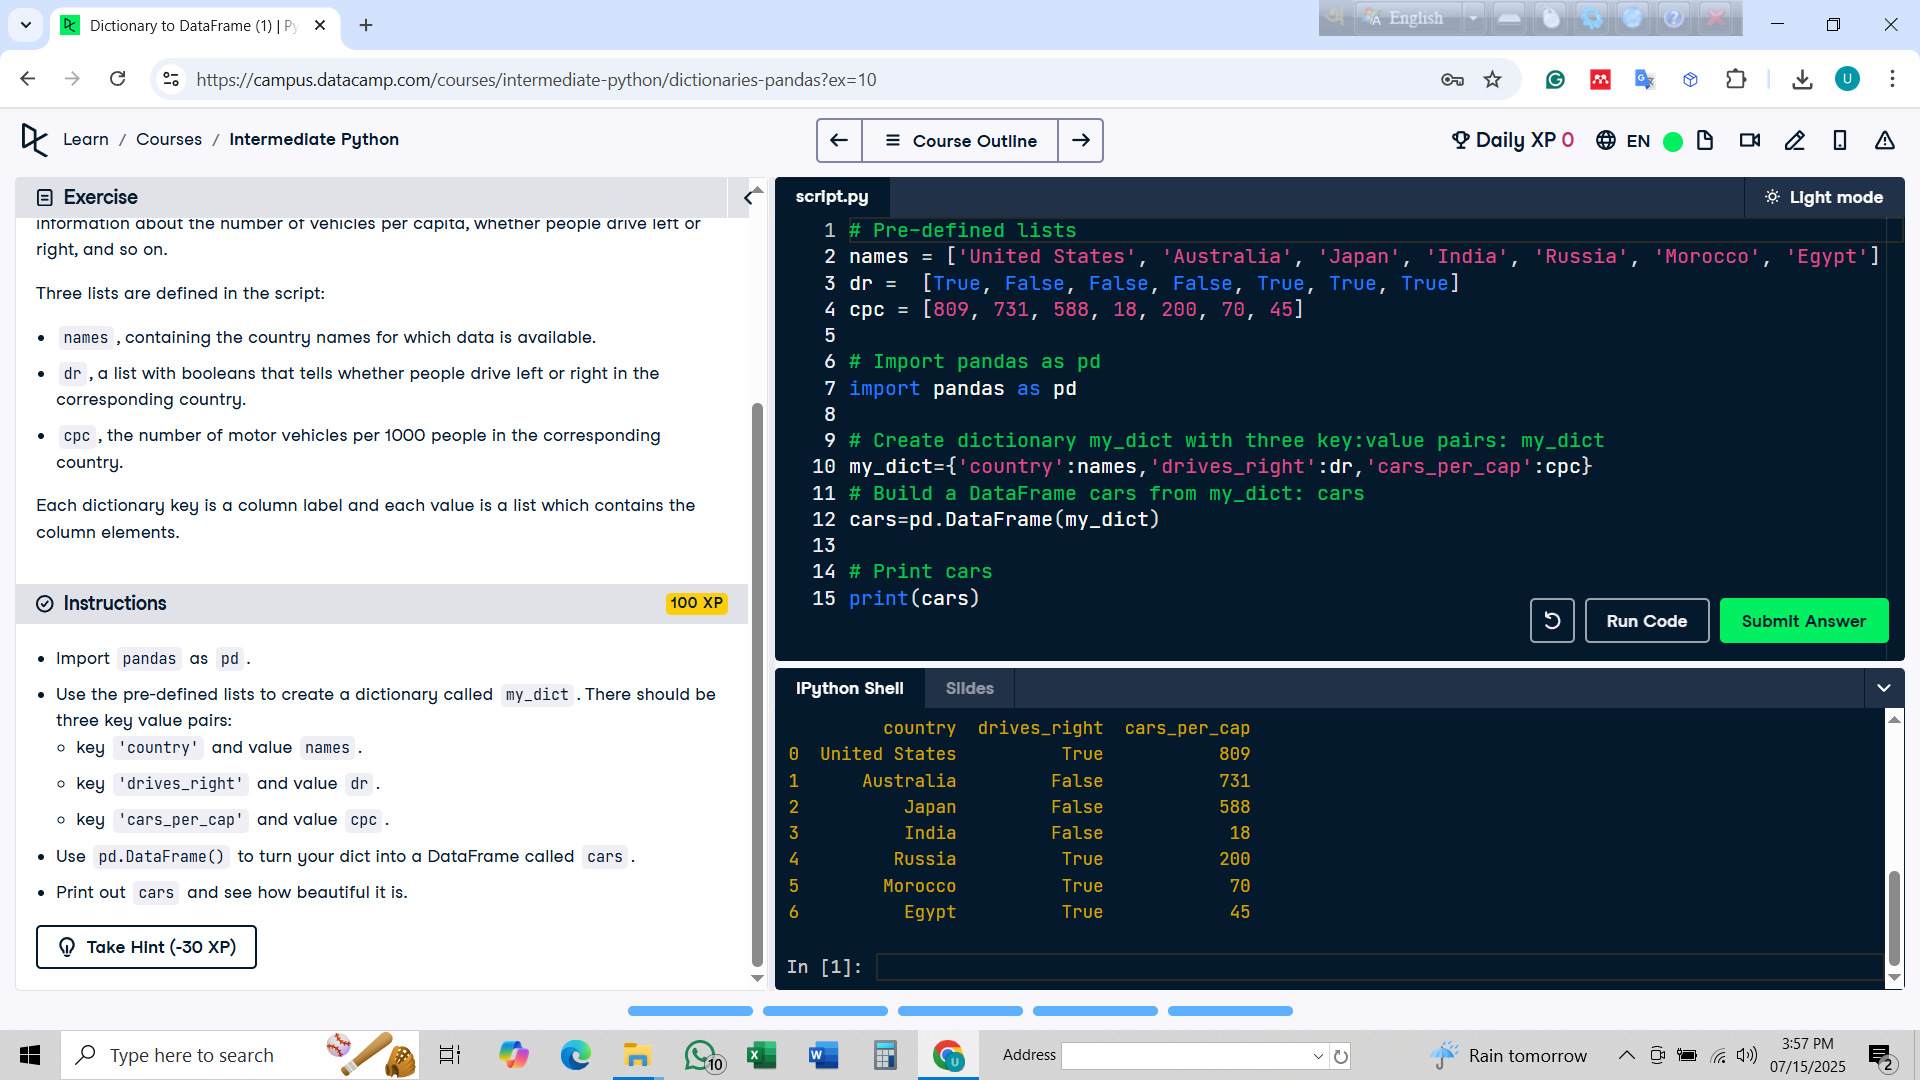 Dictionary to DataFrame (1) | Py
English
https://campus.datacamp.com/courses/intermediate-python/dictionaries-pandas?ex=10
U
Learn / Courses / Intermediate Python
Course Outline
Daily XP 0
EN
Exercise
information about the number of vehicles per capita, whether people drive left or
right, and so on.
Three lists are defined in the script:
names , containing the country names for which data is available.
dr , a list with booleans that tells whether people drive left or right in the
corresponding country.
cpc , the number of motor vehicles per 1000 people in the corresponding
country.
Each dictionary key is a column label and each value is a list which contains the
column elements.
Instructions
100 XP
Import pandas as pd .
Use the pre-defined lists to create a dictionary called my_dict . There should be
three key value pairs:
key 'country' and value names .
key 'drives_right' and value dr .
key 'cars_per_cap' and value cpc .
Use pd.DataFrame() to turn your dict into a DataFrame called cars .
Print out cars and see how beautiful it is.
Take Hint (-30 XP)
script.py
Light mode
1 # Pre-defined lists
2 names = ['United States', 'Australia', 'Japan', 'India', 'Russia', 'Morocco', 'Egypt']
3 dr =  [True, False, False, False, True, True, True]
4 cpc = [809, 731, 588, 18, 200, 70, 45]
5
6 # Import pandas as pd
7 import pandas as pd
8
9 # Create dictionary my_dict with three key:value pairs: my_dict
10 my_dict={'country':names,'drives_right':dr,'cars_per_cap':cpc}
11 # Build a DataFrame cars from my_dict: cars
12 cars=pd.DataFrame(my_dict)
13
14 # Print cars
15 print(cars)
Run Code
Submit Answer
IPython Shell
Slides
country drives_right cars_per_cap
0 United States True 809
1 Australia False 731
2 Japan False 588
3 India False 18
4 Russia True 200
5 Morocco True 70
6 Egypt True 45
In [1]:
Type here to search
10
U
Address
Rain tomorrow
3:57 PM
07/15/2025
2